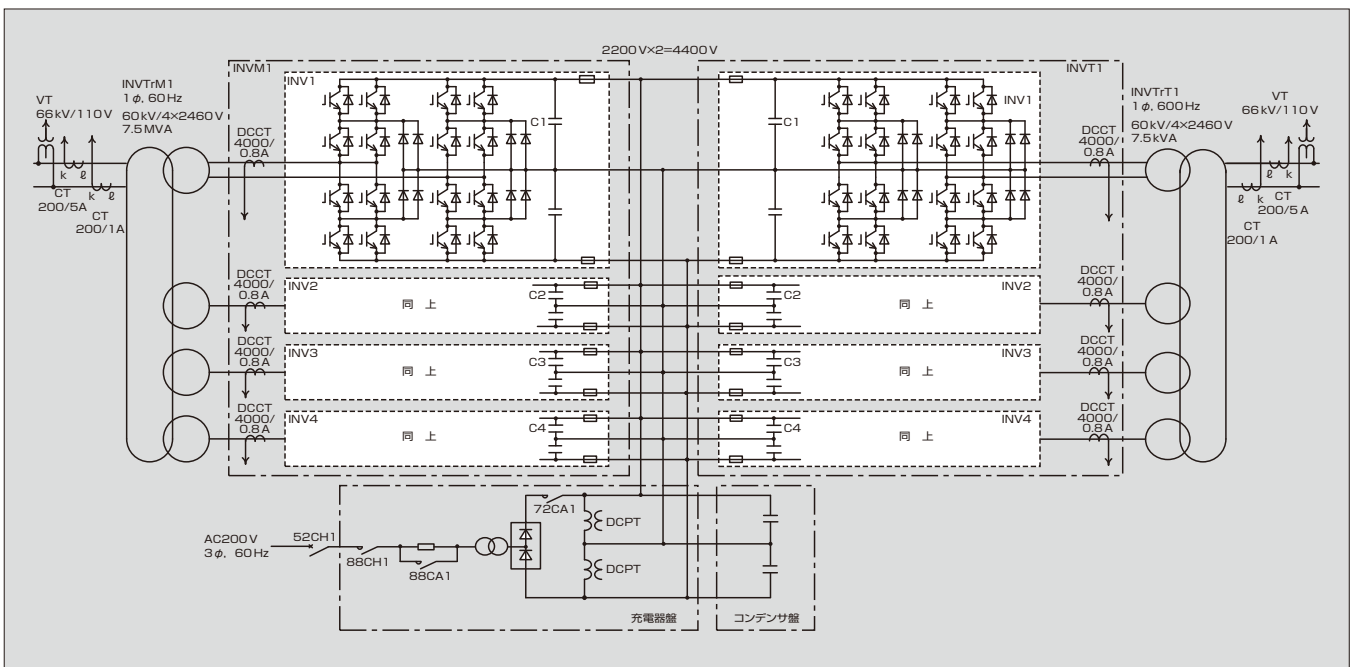 2200V×2=4400V
INVM1
INV1
INVTrM1
1φ, 60Hz
60kV/4×2460V
7.5MVA
VT
66kV/110V
DCCT
4000/
0.8A
k ℓ
k ℓ
CT
200/5A
CT
200/1A
C1
INV2
同 上
C2
DCCT
4000/
0.8A
INV3
同 上
C3
DCCT
4000/
0.8A
INV4
同 上
C4
DCCT
4000/
0.8A
INVT1
INV1
C1
INVTrT1
1φ, 600Hz
60kV/4×2460V
7.5kVA
VT
66kV/110V
DCCT
4000/
0.8A
ℓ k
ℓ k
CT
200/5A
CT
200/1A
INV2
同 上
C2
DCCT
4000/
0.8A
INV3
同 上
C3
DCCT
4000/
0.8A
INV4
同 上
C4
DCCT
4000/
0.8A
AC200V
3φ, 60Hz
52CH1
88CH1
88CA1
72CA1
DCPT
DCPT
充電器盤
コンデンサ盤